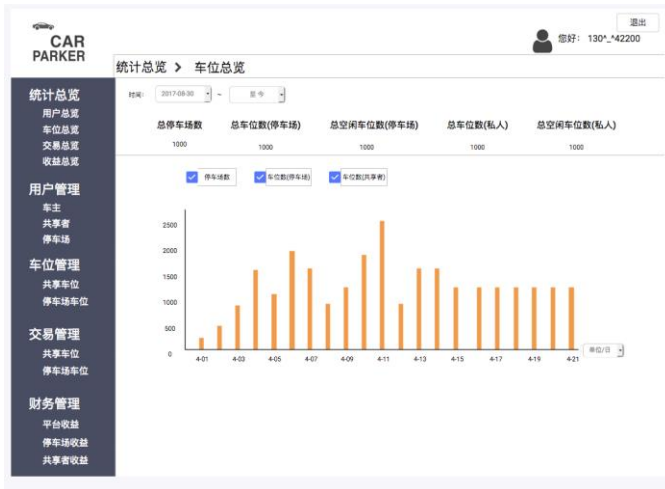 CAR
PARKER
退出
您好: 130^_^42200
统计总览 > 车位总览
统计总览
用户总览
车位总览
交易总览
收益总览
用户管理
车主
共享者
停车场
车位管理
共享车位
停车场车位
交易管理
共享车位
停车场车位
财务管理
平台收益
停车场收益
共享者收益
时间: 2017-08-30 ~ 至今
总停车场数 总车位数(停车场) 总空闲车位数(停车场) 总车位数(私人) 总空闲车位数(私人)
1000 1000 1000 1000 1000
停车场数 车位数(停车场) 车位数(共享者)
2500
2000
1500
1000
500
0
4-01 4-03 4-05 4-07 4-09 4-11 4-13 4-15 4-17 4-19 4-21
单位/日